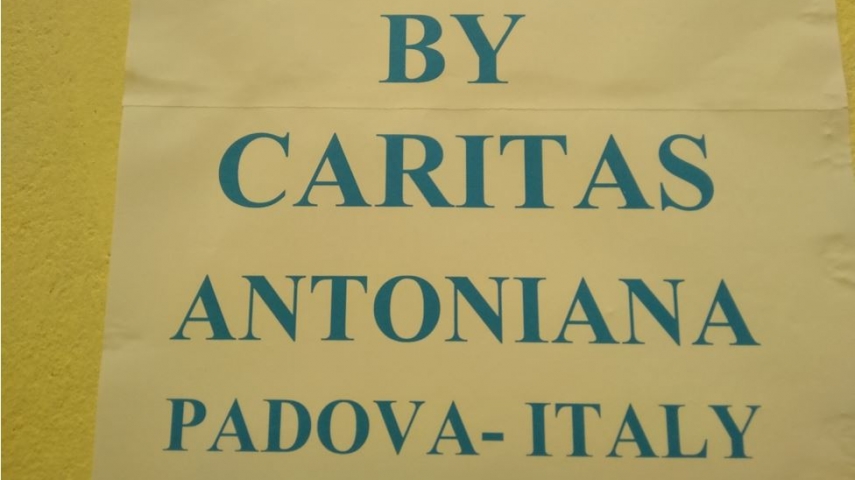 BY
CARITAS
ANTONIANA
PADOVA- ITALY